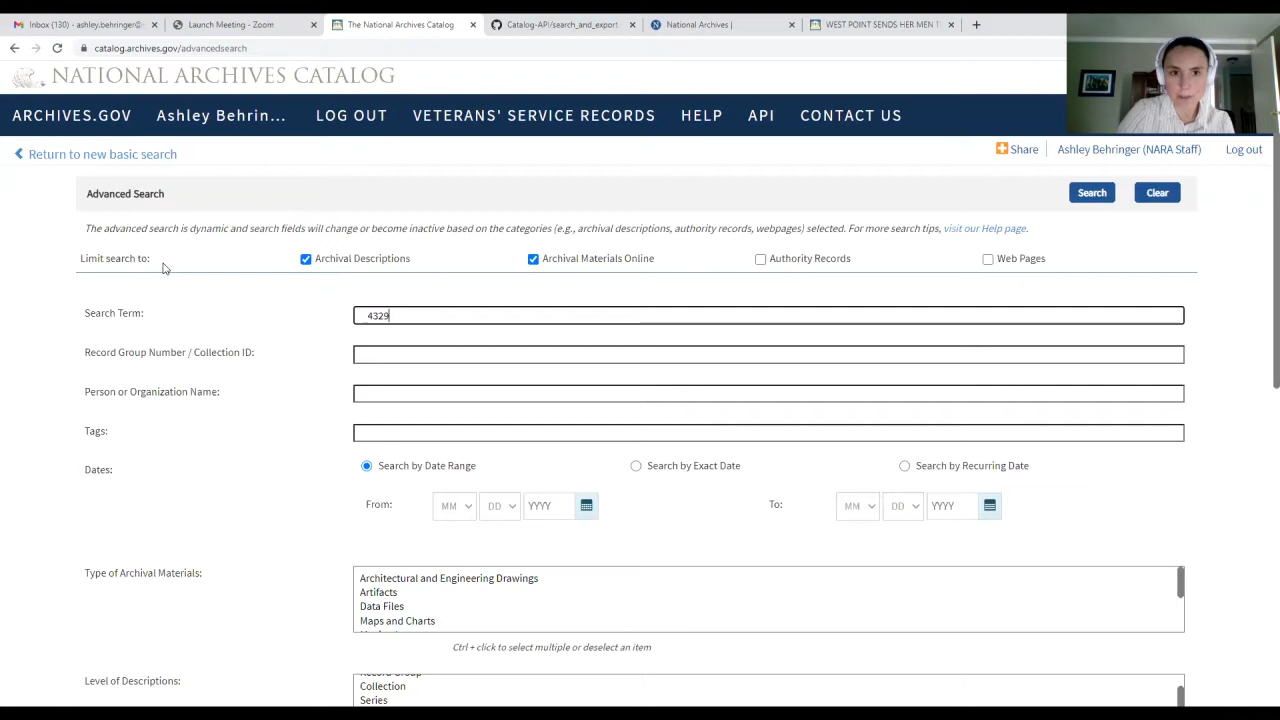 Inbox (130) - ashley.behringer@
Launch Meeting - Zoom
The National Archives Catalog
Catalog-API/search_and_export
National Archives |
WEST POINT SENDS HER MEN T
catalog.archives.gov/advancedsearch
NATIONAL ARCHIVES CATALOG
ARCHIVES.GOV Ashley Behrin... LOG OUT VETERANS' SERVICE RECORDS HELP API CONTACT US
Return to new basic search
Share Ashley Behringer (NARA Staff) Log out
Advanced Search
Search Clear
The advanced search is dynamic and search fields will change or become inactive based on the categories (e.g., archival descriptions, authority records, webpages) selected. For more search tips, visit our Help page.
Limit search to: Archival Descriptions Archival Materials Online Authority Records Web Pages
Search Term: 4329
Record Group Number / Collection ID:
Person or Organization Name:
Tags:
Dates: Search by Date Range Search by Exact Date Search by Recurring Date
From: MM DD YYYY To: MM DD YYYY
Type of Archival Materials:
Architectural and Engineering Drawings
Artifacts
Data Files
Maps and Charts
Ctrl + click to select multiple or deselect an item
Level of Descriptions:
Record Group
Collection
Series